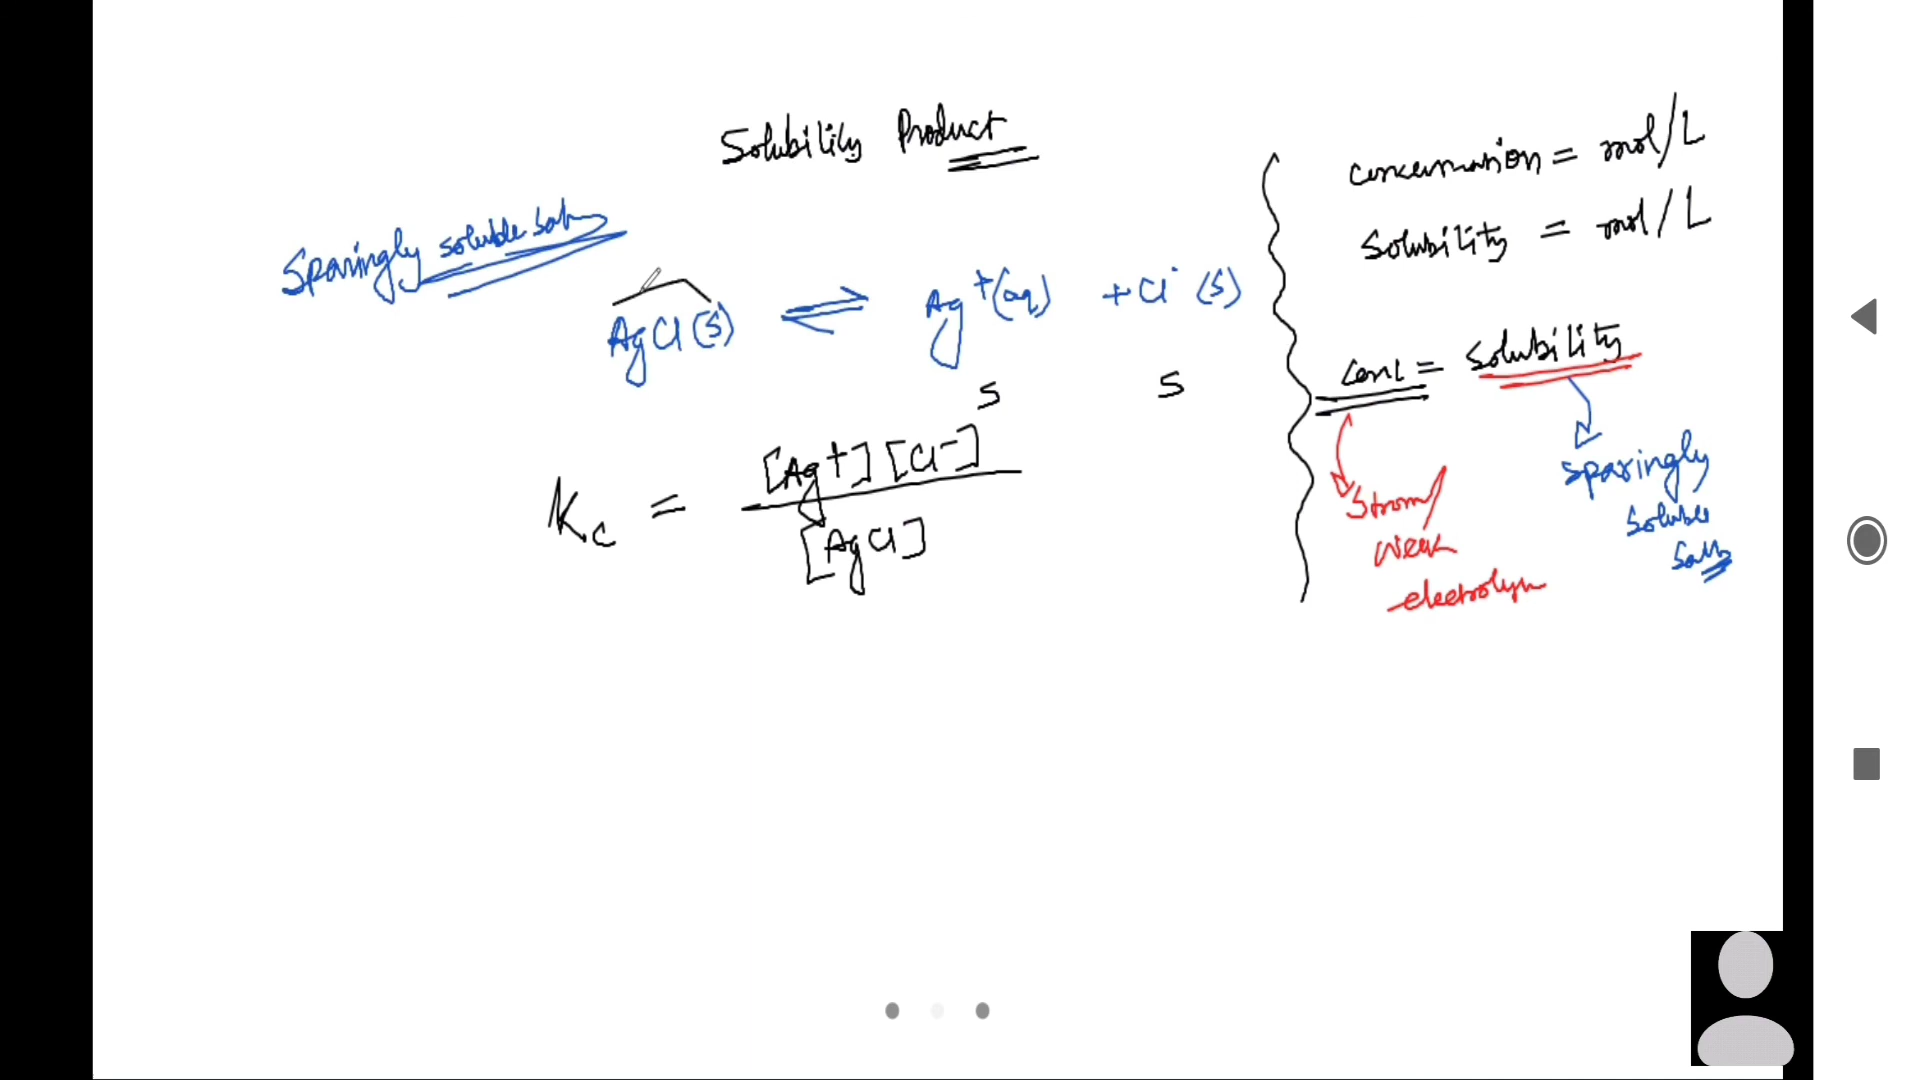 Solubility Product
Sparingly soluble salt
AgCl(s) ⇌ Ag⁺(aq) + Cl⁻(s)
s s
Kc = [Ag⁺][Cl⁻] / [AgCl]
concentration = mol/L
Solubility = mol/L
conc = solubility
Strong/
weak
electrolyte
sparingly
soluble
salts